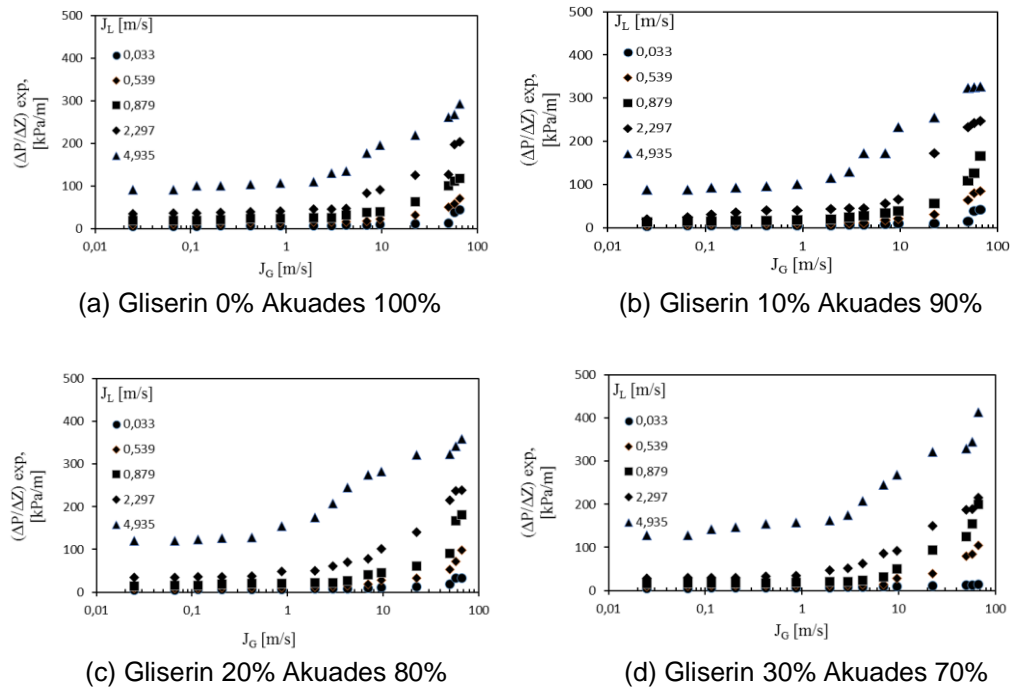 J_L [m/s]
0,033
0,539
0,879
2,297
4,935
(ΔP/ΔZ) exp,
[kPa/m]
500
400
300
200
100
0
0,01 0,1 1 10 100
J_G [m/s]
(a) Gliserin 0% Akuades 100%
J_L [m/s]
0,033
0,539
0,879
2,297
4,935
(ΔP/ΔZ) exp,
[kPa/m]
500
400
300
200
100
0
0,01 0,1 1 10 100
J_G [m/s]
(b) Gliserin 10% Akuades 90%
J_L [m/s]
0,033
0,539
0,879
2,297
4,935
(ΔP/ΔZ) exp,
[kPa/m]
500
400
300
200
100
0
0,01 0,1 1 10 100
J_G [m/s]
(c) Gliserin 20% Akuades 80%
J_L [m/s]
0,033
0,539
0,879
2,297
4,935
(ΔP/ΔZ) exp,
[kPa/m]
500
400
300
200
100
0
0,01 0,1 1 10 100
J_G [m/s]
(d) Gliserin 30% Akuades 70%